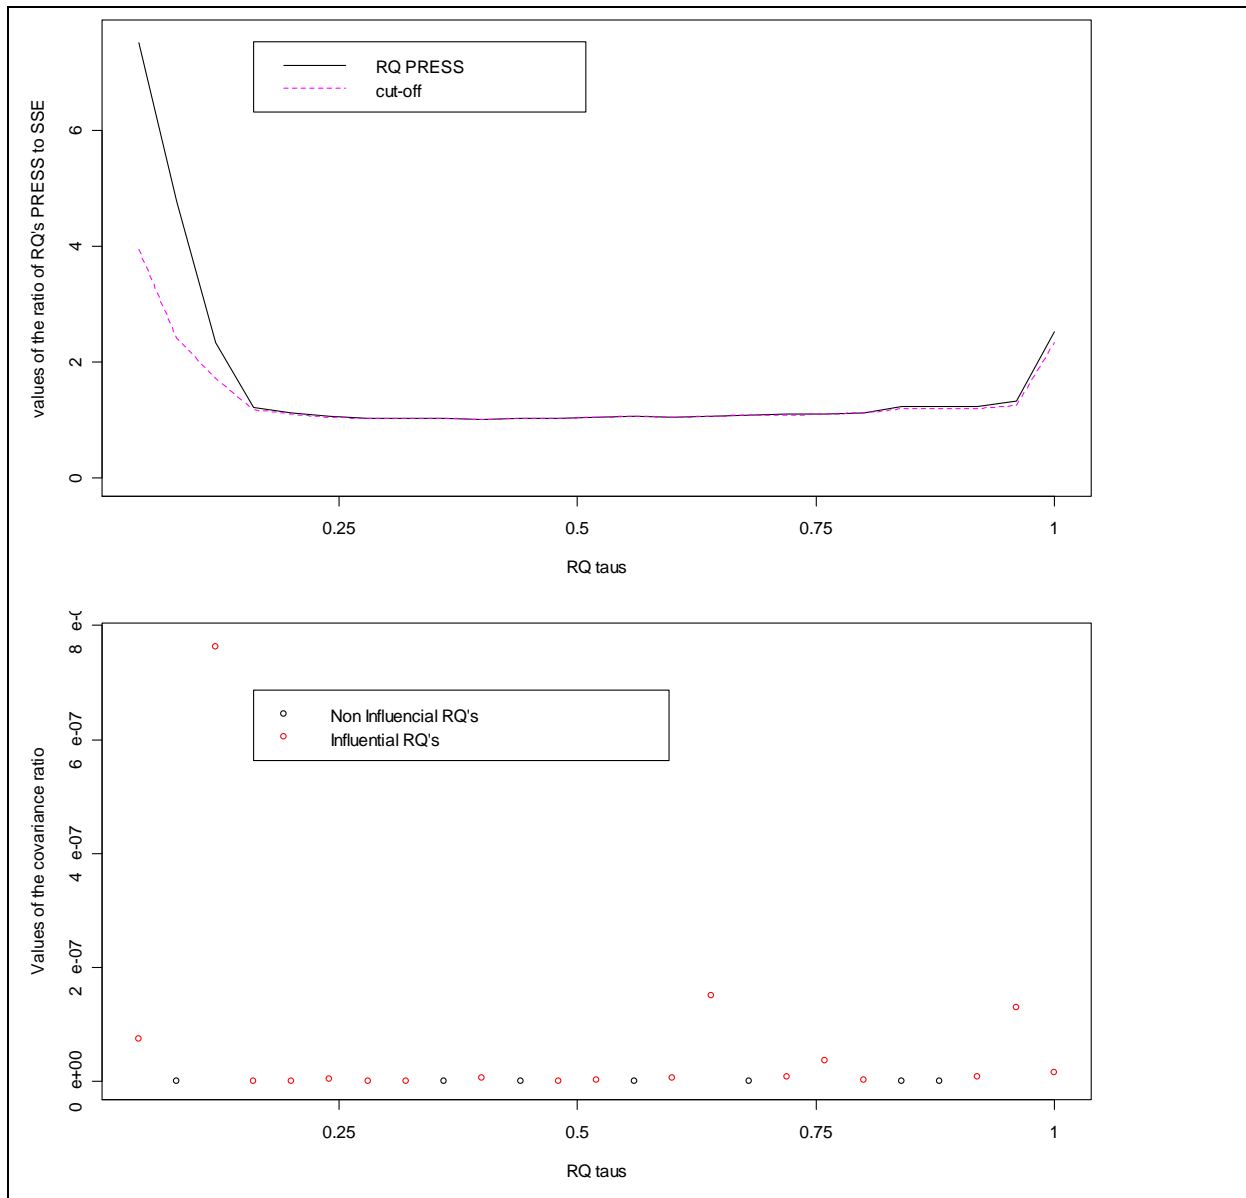 RQ PRESS
cut-off
values of the ratio of RQ's PRESS to SSE
0
2
4
6
0.25
0.5
0.75
1
RQ taus
Non Influencial RQ's
Influential RQ's
Values of the covariance ratio
0 e+00
2 e-07
4 e-07
6 e-07
8 e-
0.25
0.5
0.75
1
RQ taus